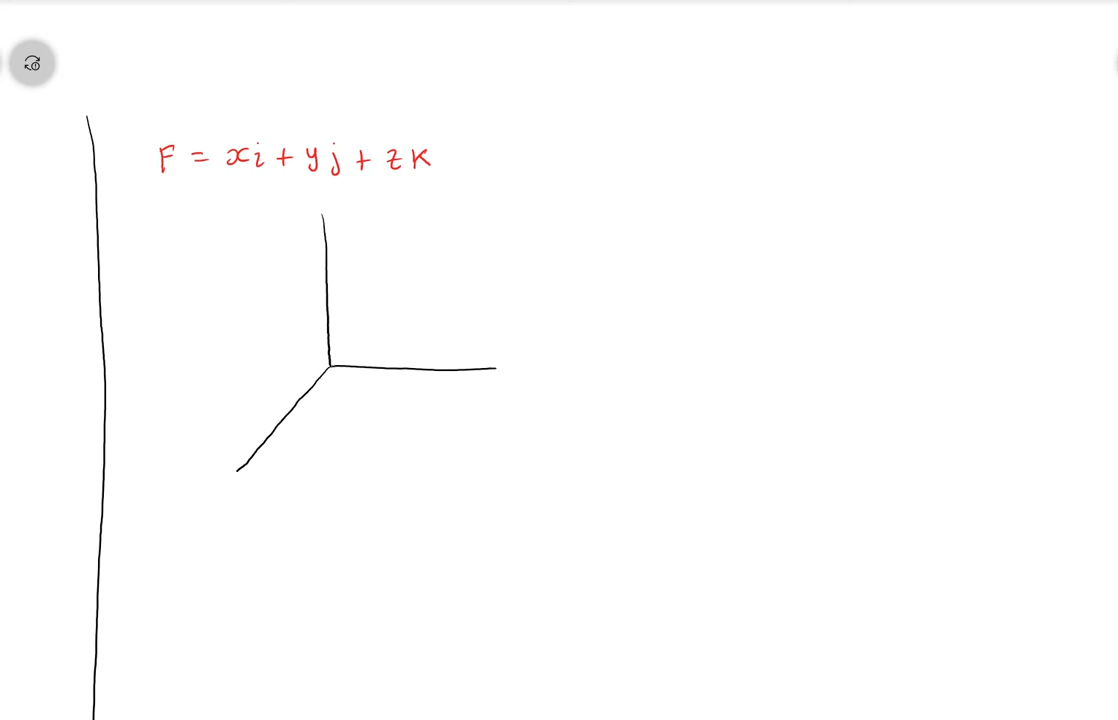 F = xi + yj + zk